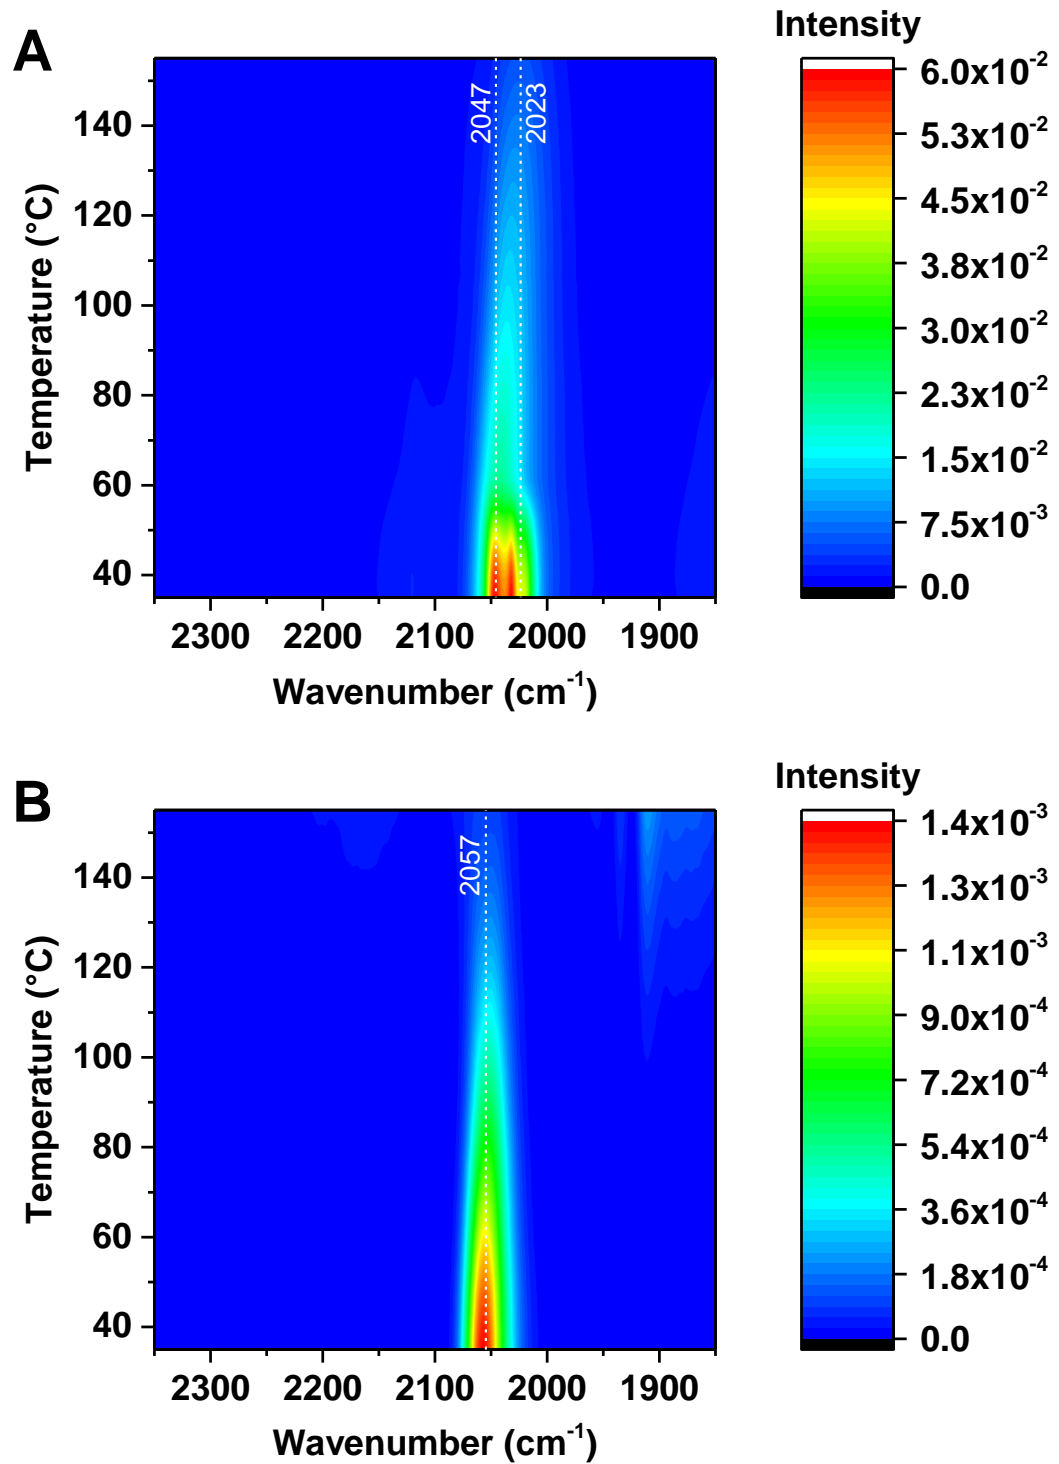 A
Intensity
6.0x10⁻²
5.3x10⁻²
4.5x10⁻²
3.8x10⁻²
3.0x10⁻²
2.3x10⁻²
1.5x10⁻²
7.5x10⁻³
0.0
2047
2023
Temperature (°C)
140
120
100
80
60
40
2300 2200 2100 2000 1900
Wavenumber (cm⁻¹)
B
Intensity
1.4x10⁻³
1.3x10⁻³
1.1x10⁻³
9.0x10⁻⁴
7.2x10⁻⁴
5.4x10⁻⁴
3.6x10⁻⁴
1.8x10⁻⁴
0.0
2057
Temperature (°C)
140
120
100
80
60
40
2300 2200 2100 2000 1900
Wavenumber (cm⁻¹)